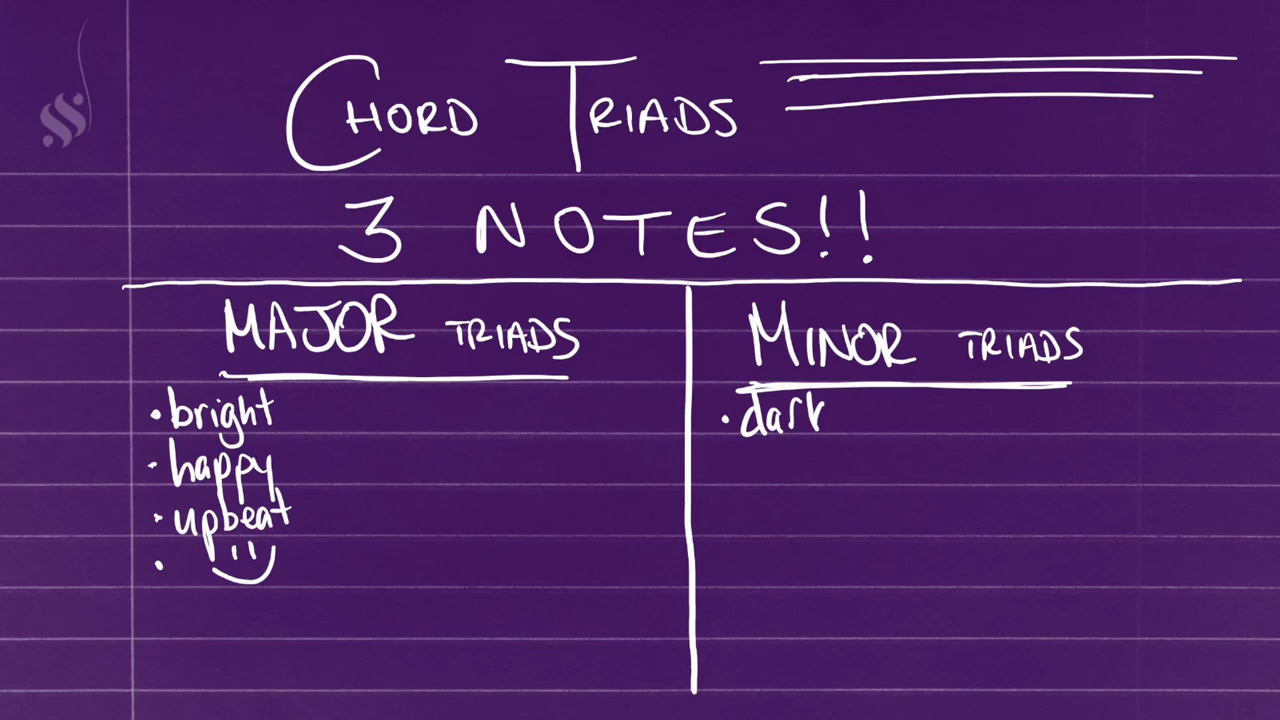 CHORD TRIADS
3 NOTES!!
MAJOR TRIADS
• bright
• happy
• upbeat
•
MINOR TRIADS
• dark